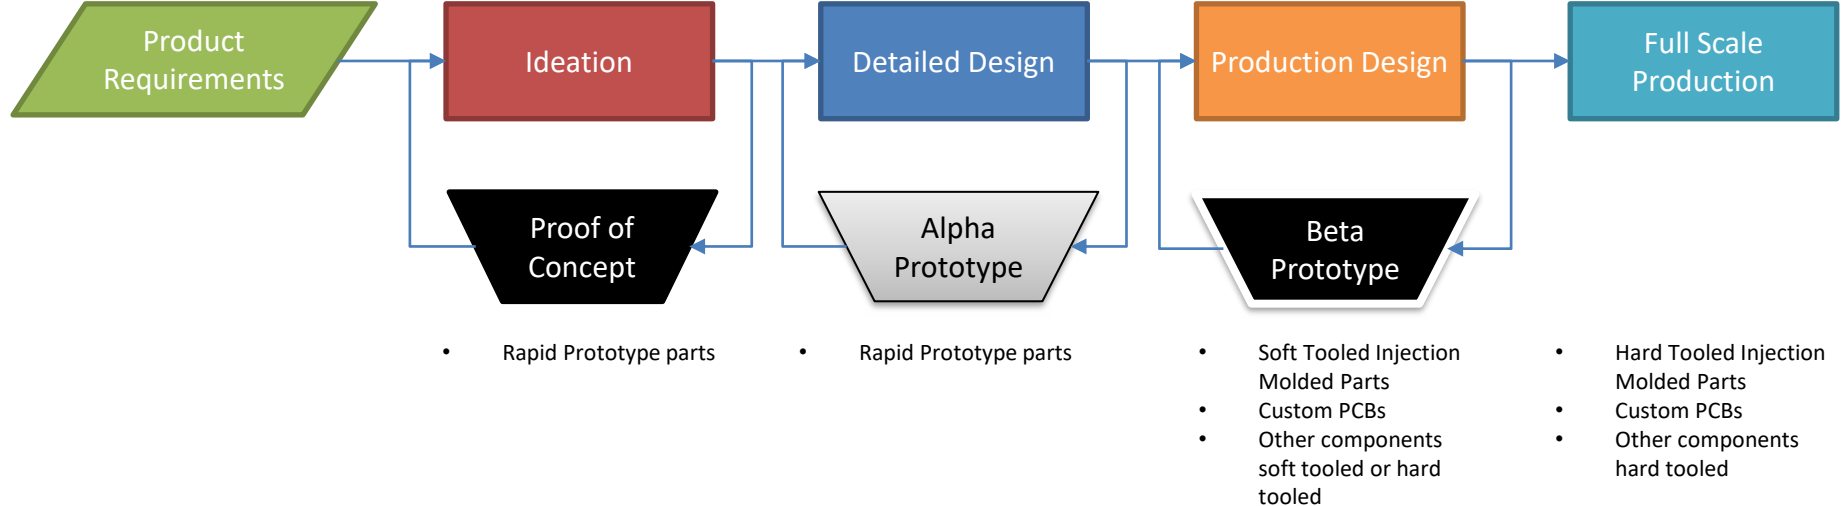 Product
Requirements
Ideation
Detailed Design
Production Design
Full Scale
Production
Proof of
Concept
Alpha
Prototype
Beta
Prototype
• Rapid Prototype parts
• Rapid Prototype parts
• Soft Tooled Injection
Molded Parts
• Custom PCBs
• Other components
soft tooled or hard
tooled
• Hard Tooled Injection
Molded Parts
• Custom PCBs
• Other components
hard tooled